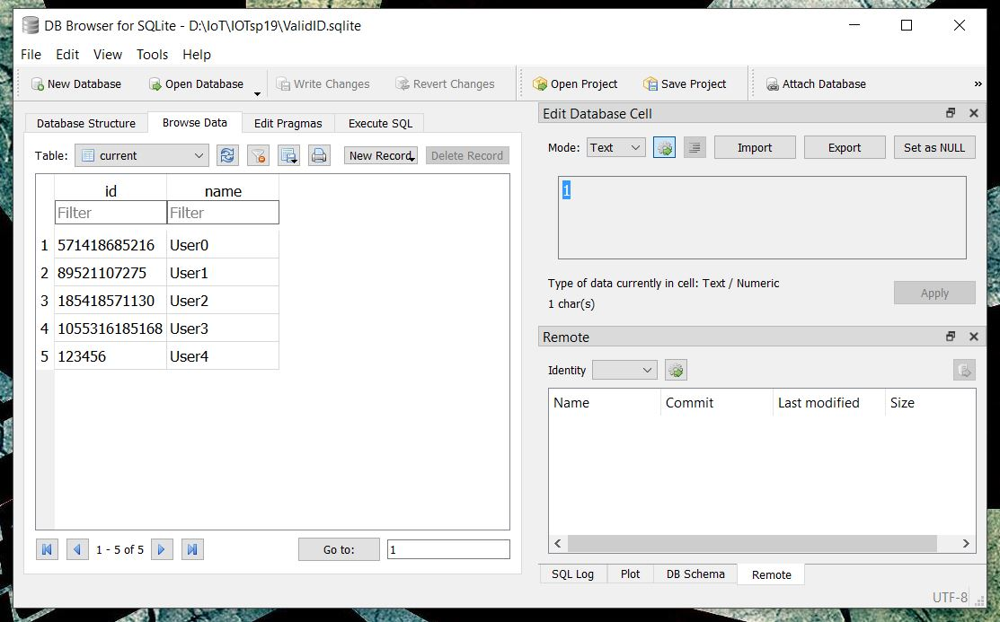 DB Browser for SQLite - D:\IoT\IOTsp19\ValidID.sqlite
File Edit View Tools Help
New Database Open Database Write Changes Revert Changes Open Project Save Project Attach Database »
Database Structure Browse Data Edit Pragmas Execute SQL
Table: current New Record Delete Record
id name
Filter Filter
1 571418685216 User0
2 89521107275 User1
3 185418571130 User2
4 1055316185168 User3
5 123456 User4
1 - 5 of 5 Go to: 1
Edit Database Cell
Mode: Text Import Export Set as NULL
1
Type of data currently in cell: Text / Numeric
1 char(s)
Apply
Remote
Identity
Name Commit Last modified Size
SQL Log Plot DB Schema Remote
UTF-8